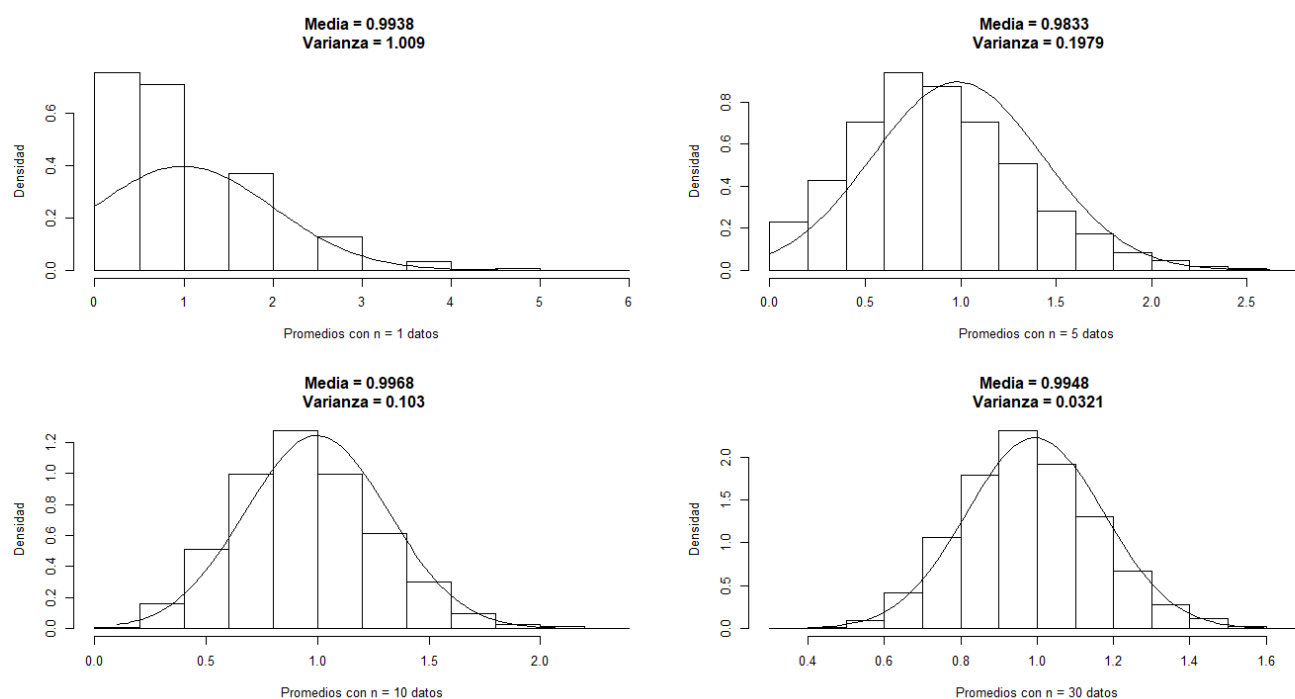 Media = 0.9938
Varianza = 1.009
Densidad
0.0 0.2 0.4 0.6
0 1 2 3 4 5 6
Promedios con n = 1 datos
Media = 0.9833
Varianza = 0.1979
Densidad
0.0 0.2 0.4 0.6 0.8
0.0 0.5 1.0 1.5 2.0 2.5
Promedios con n = 5 datos
Media = 0.9968
Varianza = 0.103
Densidad
0.0 0.2 0.4 0.6 0.8 1.0 1.2
0.0 0.5 1.0 1.5 2.0
Promedios con n = 10 datos
Media = 0.9948
Varianza = 0.0321
Densidad
0.0 0.5 1.0 1.5 2.0
0.4 0.6 0.8 1.0 1.2 1.4 1.6
Promedios con n = 30 datos